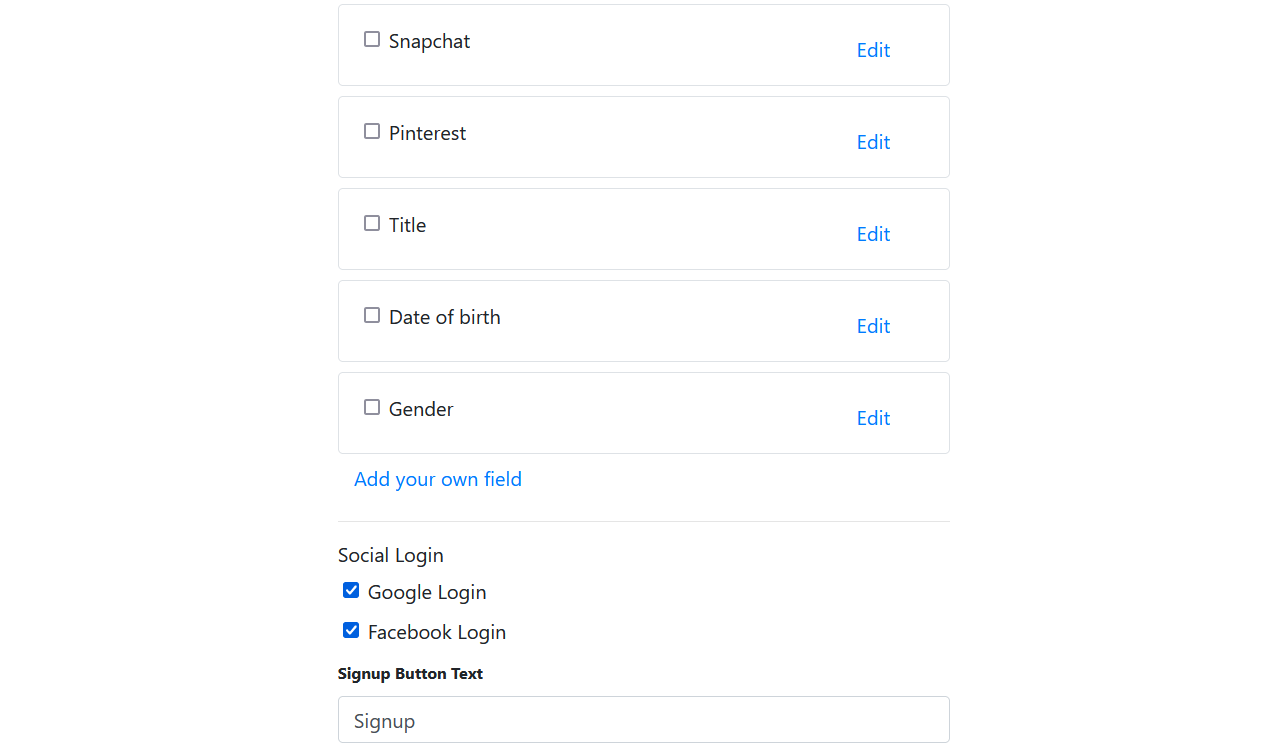 Snapchat
Edit
Pinterest
Edit
Title
Edit
Date of birth
Edit
Gender
Edit
Add your own field
Social Login
Google Login
Facebook Login
Signup Button Text
Signup